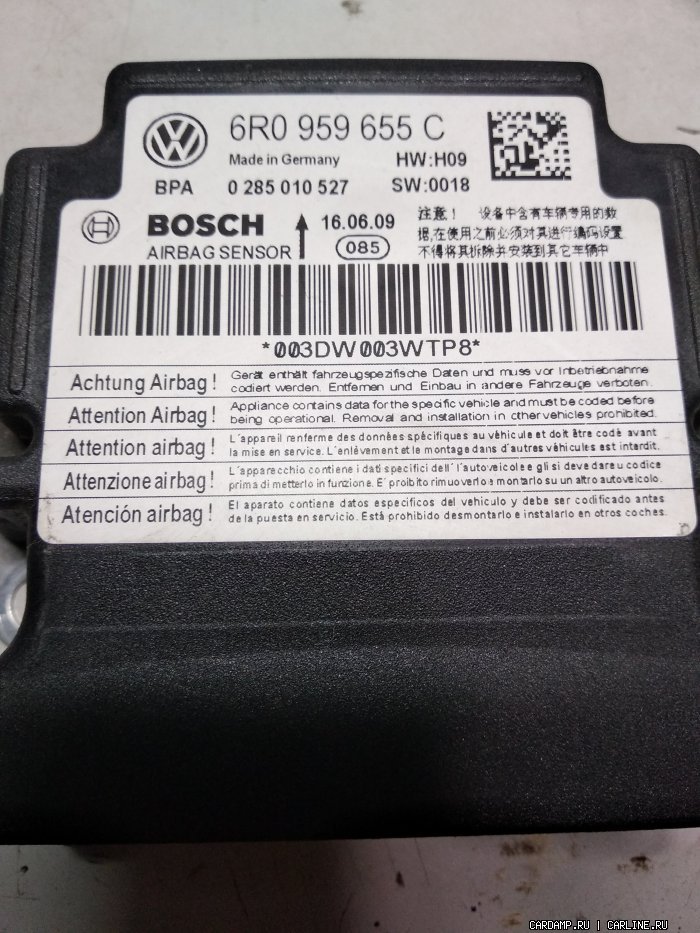 6R0 959 655 C
Made in Germany HW:H09
BPA 0 285 010 527 SW:0018
BOSCH 16.06.09
AIRBAG SENSOR 085
注意! 设备中含有车辆专用的数
据,在使用之前必须对其进行编码设置
不得将其拆除并安装到其它车辆中
*003DW003WTP8*
Achtung Airbag! Gerät enthält fahrzeugspezifische Daten und muss vor Inbetriebnahme
codiert werden. Entfernen und Einbau in andere Fahrzeuge verboten.
Attention Airbag! Appliance contains data for the specific vehicle and must be coded before
being operational. Removal and installation in other vehicles prohibited.
Attention airbag! L'appareil renferme des données spécifiques au véhicule et doit être codé avant
la mise en service. L'enlévement et le montage dans d'autres véhicules est interdit.
Attenzione airbag! L'apparecchio contiene i dati specifici dell' l'autoveicolo e gli si deve dare u codice
prima di metterlo in funzione. E' proibito rimuoverlo e montarlo su un altro autoveicolo.
Atención airbag! El aparato contiene datos especificos del vehiculo y debe ser codificado antes
de la puesta en servicio. Está prohibido desmontarlo e instalarlo en otros coches.
CARDAMP.RU | CARLINE.RU